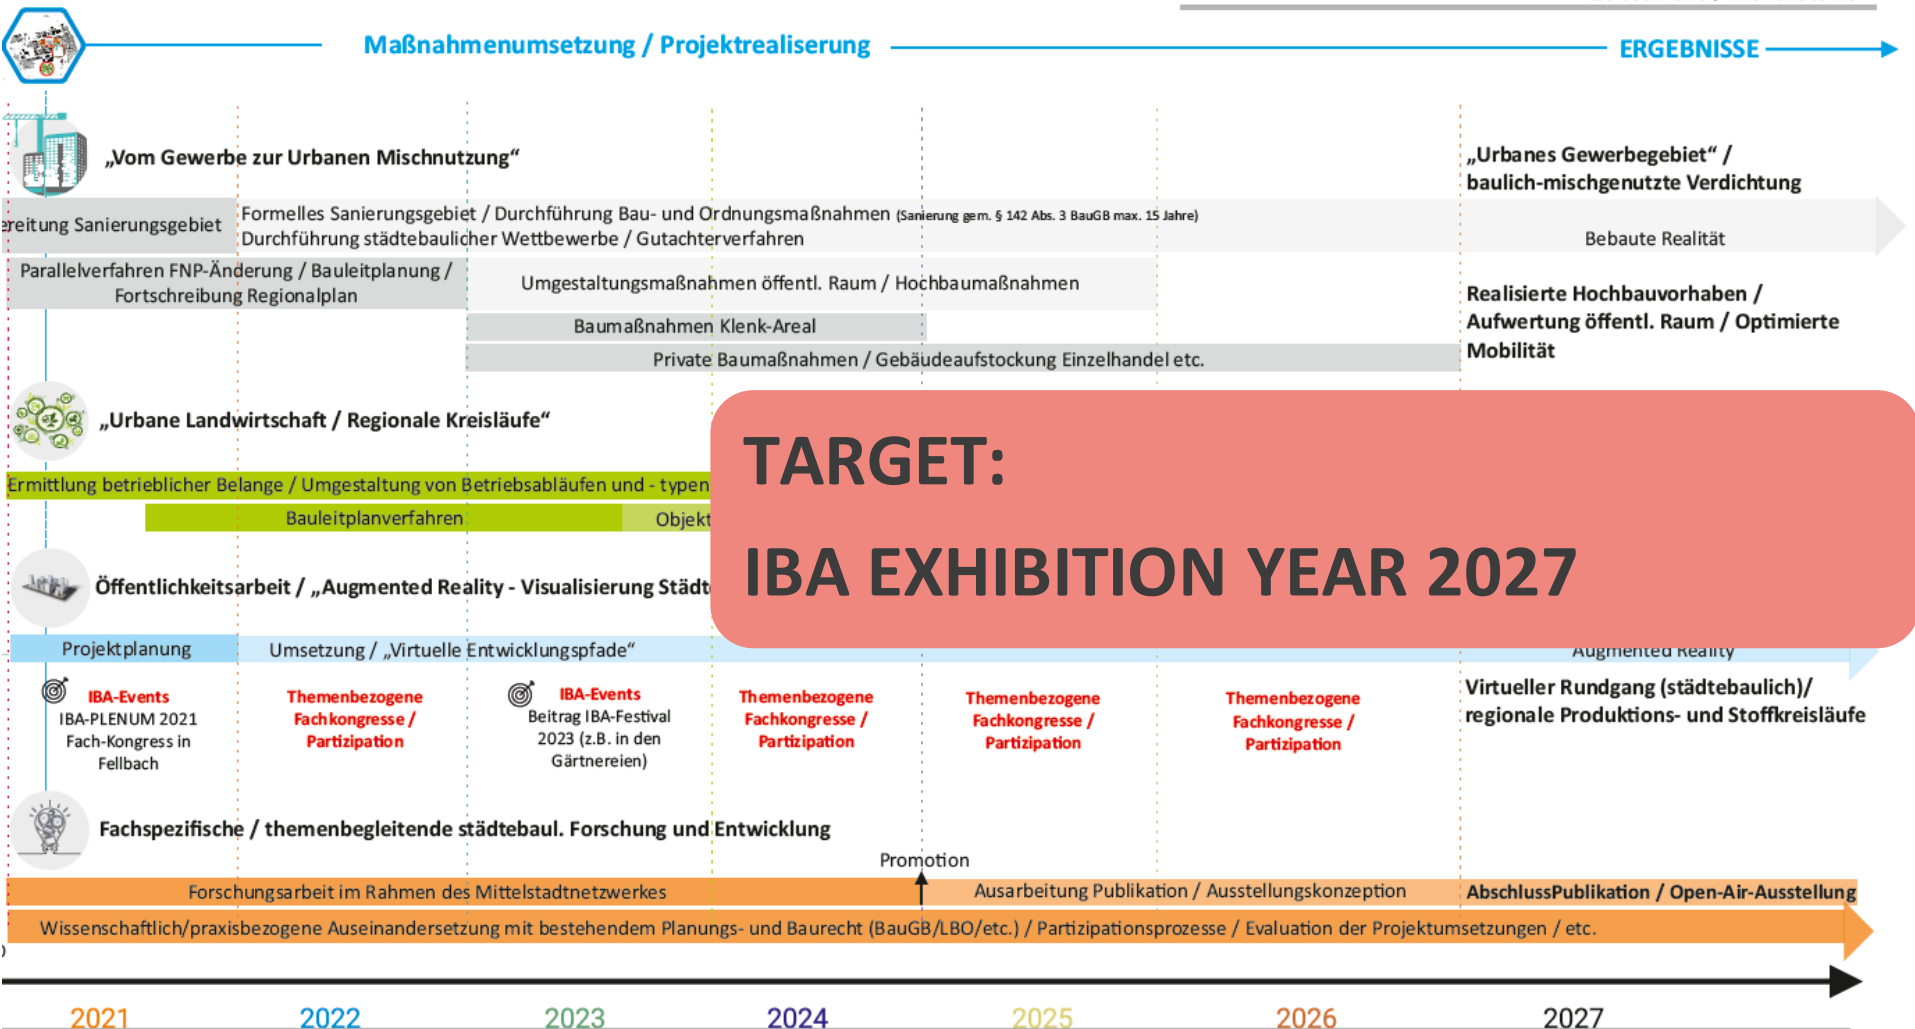 Maßnahmenumsetzung / Projektrealiserung
ERGEBNISSE
„Vom Gewerbe zur Urbanen Mischnutzung“
„Urbanes Gewerbegebiet“ /
baulich-mischgenutzte Verdichtung
Sanierungsgebiet
Formelles Sanierungsgebiet / Durchführung Bau- und Ordnungsmaßnahmen (Sanierung gem. § 142 Abs. 3 BauGB max. 15 Jahre)
Durchführung städtebaulicher Wettbewerbe / Gutachterverfahren
Bebaute Realität
Parallelverfahren FNP-Änderung / Bauleitplanung /
Fortschreibung Regionalplan
Umgestaltungsmaßnahmen öffentl. Raum / Hochbaumaßnahmen
Realisierte Hochbauvorhaben /
Aufwertung öffentl. Raum / Optimierte
Mobilität
Baumaßnahmen Klenk-Areal
Private Baumaßnahmen / Gebäudeaufstockung Einzelhandel etc.
„Urbane Landwirtschaft / Regionale Kreisläufe“
TARGET:
IBA EXHIBITION YEAR 2027
Ermittlung betrieblicher Belange / Umgestaltung von Betriebsabläufen und - typen
Bauleitplanverfahren
Objekt
Öffentlichkeitsarbeit / „Augmented Reality - Visualisierung Städt
Projektplanung
Umsetzung / „Virtuelle Entwicklungspfade“
Augmented Reality
IBA-Events
IBA-PLENUM 2021
Fach-Kongress in
Fellbach
Themenbezogene
Fachkongresse /
Partizipation
IBA-Events
Beitrag IBA-Festival
2023 (z.B. in den
Gärtnereien)
Themenbezogene
Fachkongresse /
Partizipation
Themenbezogene
Fachkongresse /
Partizipation
Themenbezogene
Fachkongresse /
Partizipation
Virtueller Rundgang (städtebaulich)/
regionale Produktions- und Stoffkreisläufe
Fachspezifische / themenbegleitende städtebaul. Forschung und Entwicklung
Promotion
Forschungsarbeit im Rahmen des Mittelstadtnetzwerkes
Ausarbeitung Publikation / Ausstellungskonzeption
AbschlussPublikation / Open-Air-Ausstellung
Wissenschaftlich/praxisbezogene Auseinandersetzung mit bestehendem Planungs- und Baurecht (BauGB/LBO/etc.) / Partizipationsprozesse / Evaluation der Projektumsetzungen / etc.
2021
2022
2023
2024
2025
2026
2027